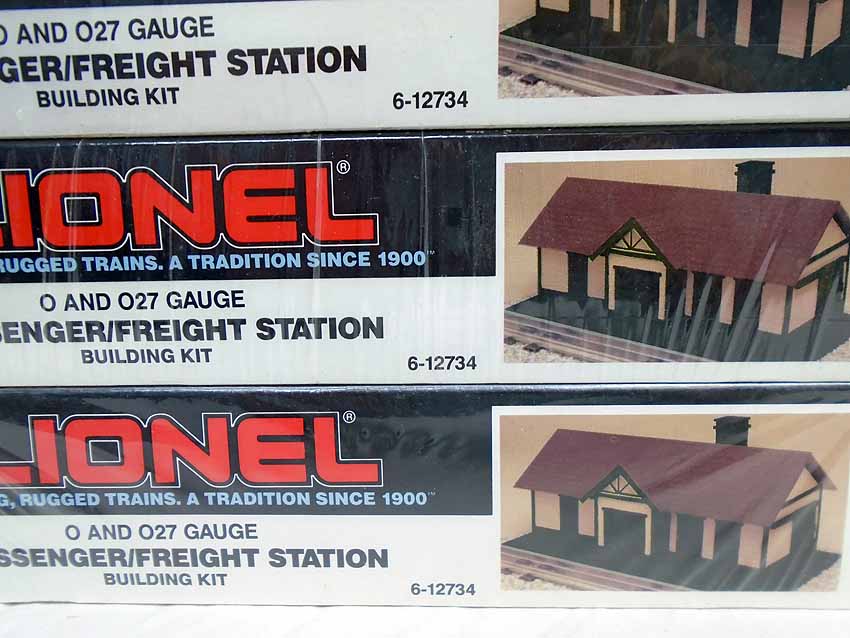 O AND O27 GAUGE
GER/FREIGHT STATION
BUILDING KIT
6-12734
LIONEL®
RUGGED TRAINS. A TRADITION SINCE 1900™
O AND O27 GAUGE
SENGER/FREIGHT STATION
BUILDING KIT
6-12734
LIONEL®
G, RUGGED TRAINS. A TRADITION SINCE 1900™
O AND O27 GAUGE
SSENGER/FREIGHT STATION
BUILDING KIT
6-12734